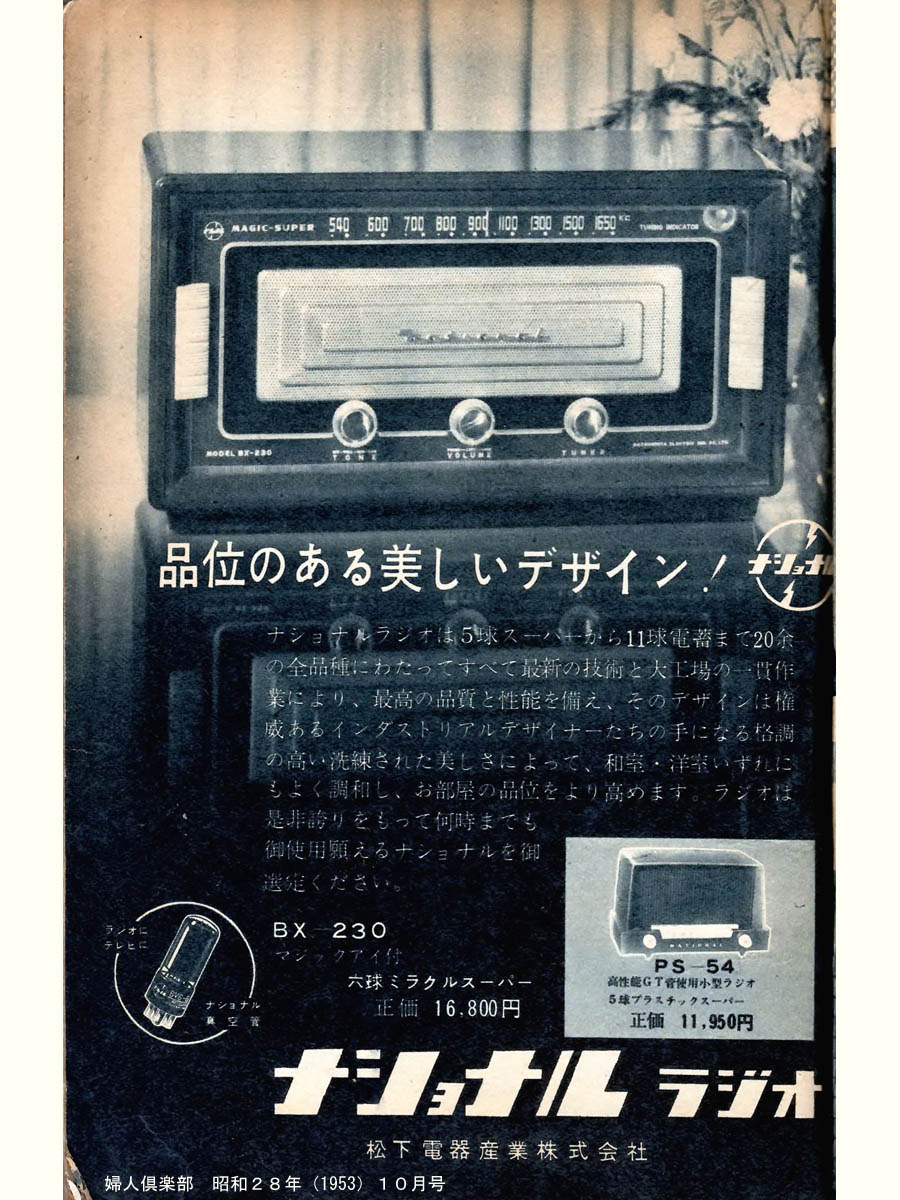 MAGIC-SUPER 540 600 700 800 900 1100 1300 1500 1650 KC TUNING INDICATOR
National
MODEL BX-230
TONE
VOLUME
TUNER
MATSUSHITA ELECTRIC IND. CO., LTD.
品位のある美しいデザイン!
ナショナル
ナショナルラジオは5球スーパーから11球電蓄まで20余
の全品種にわたってすべて最新の技術と大工場の一貫作
業により、最高の品質と性能を備え、そのデザインは権
威あるインダストリアルデザイナーたちの手になる格調
の高い洗練された美しさによって、和室・洋室いずれに
もよく調和し、お部屋の品位をより高めます。ラジオは
是非誇りをもって何時までも
御使用願えるナショナルを御
選定ください。
ラジオに
テレビに
ナショナル
真空管
BX-230
マジックアイ付
六球ミラクルスーパー
正価 16,800円
NATIONAL
PS-54
高性能GT管使用小型ラジオ
5球プラスチックスーパー
正価 11,950円
ナショナル ラジオ
松下電器産業株式会社
婦人倶楽部 昭和28年(1953)10月号